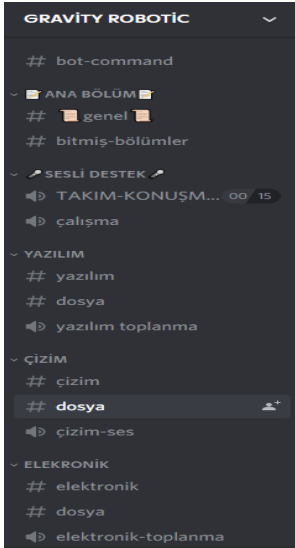 GRAVİTY ROBOTİC
# bot-command
ANA BÖLÜM
# genel
# bitmiş-bölümler
SESLİ DESTEK
TAKIM-KONUŞM... 00 15
çalışma
YAZILIM
# yazılım
# dosya
yazılım toplanma
ÇİZİM
# çizim
# dosya
çizim-ses
ELEKRONİK
# elektronik
# dosya
elektronik-toplanma